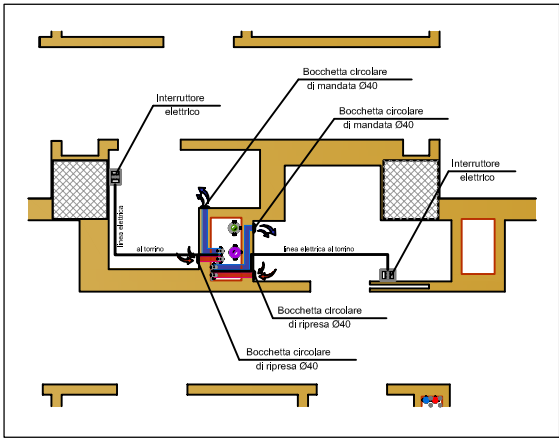 Bocchetta circolare
di mandata Ø40
Interruttore
elettrico
Bocchetta circolare
di mandata Ø40
Interruttore
elettrico
linea elettrica
al torrino
linea elettrica al torrino
Bocchetta circolare
di ripresa Ø40
Bocchetta circolare
di ripresa Ø40